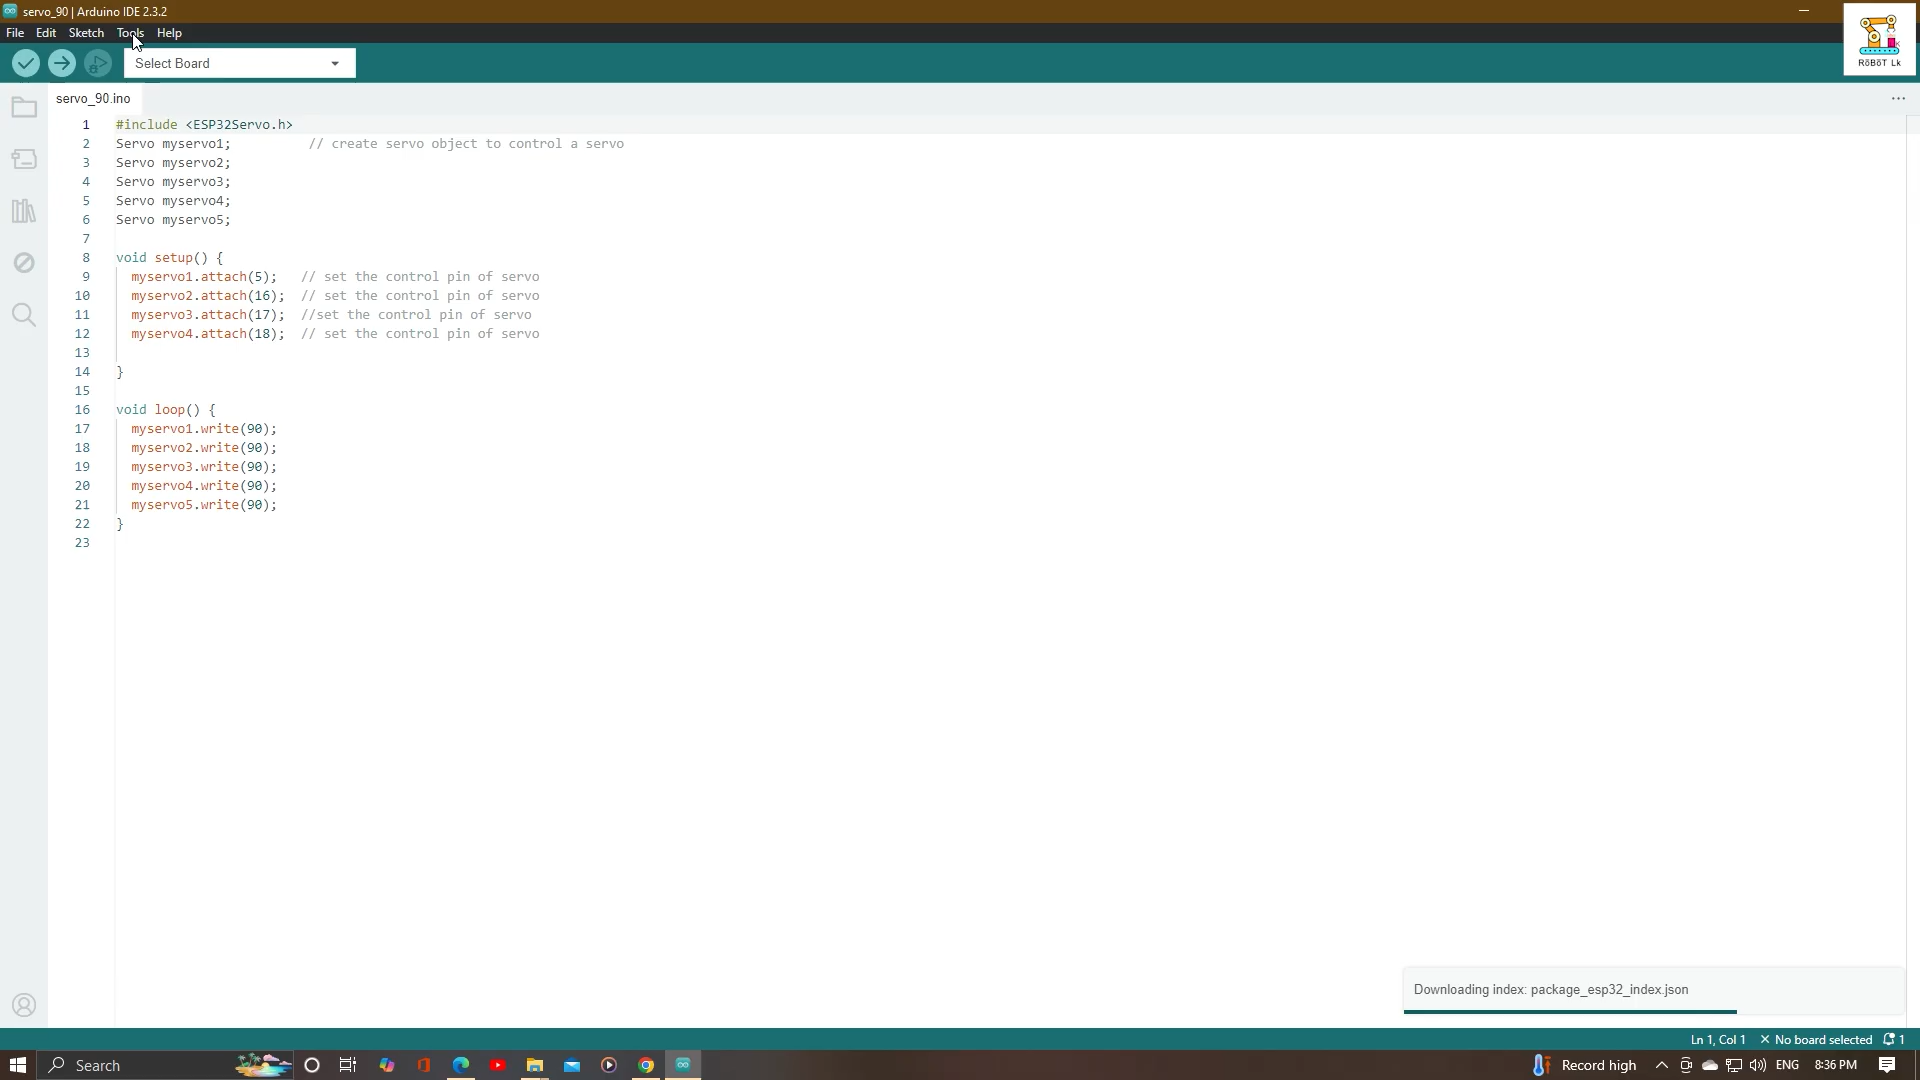 servo_90 | Arduino IDE 2.3.2
File Edit Sketch Tools Help
Select Board
RöBöT Lk
servo_90.ino
1 #include <ESP32Servo.h>
2 Servo myservo1; // create servo object to control a servo
3 Servo myservo2;
4 Servo myservo3;
5 Servo myservo4;
6 Servo myservo5;
7
8 void setup() {
9 myservo1.attach(5); // set the control pin of servo
10 myservo2.attach(16); // set the control pin of servo
11 myservo3.attach(17); //set the control pin of servo
12 myservo4.attach(18); // set the control pin of servo
13
14 }
15
16 void loop() {
17 myservo1.write(90);
18 myservo2.write(90);
19 myservo3.write(90);
20 myservo4.write(90);
21 myservo5.write(90);
22 }
23
Downloading index: package_esp32_index.json
Ln 1, Col 1 × No board selected 1
Search Record high ENG 8:36 PM